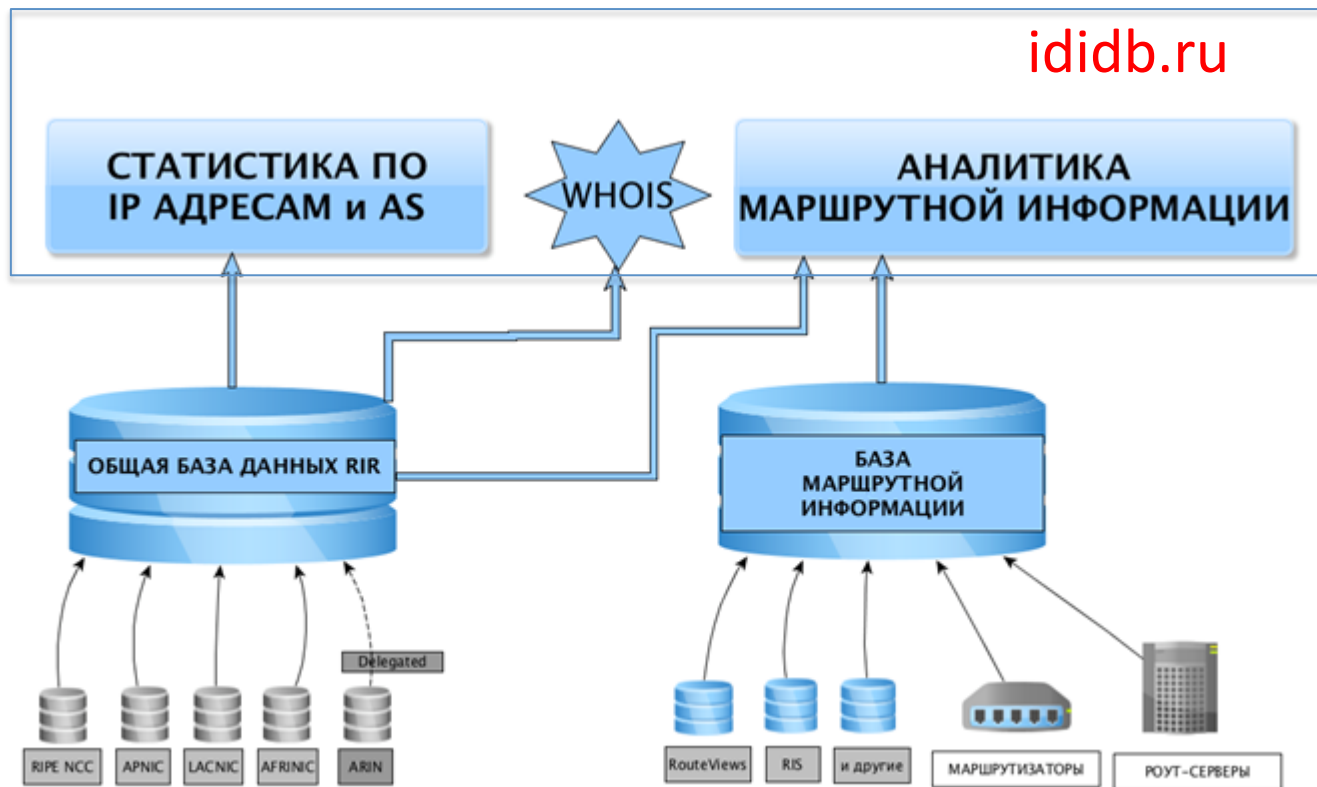 ididb.ru
СТАТИСТИКА ПО
IP АДРЕСАМ и AS
WHOIS
АНАЛИТИКА
МАРШРУТНОЙ ИНФОРМАЦИИ
ОБЩАЯ БАЗА ДАННЫХ RIR
БАЗА
МАРШРУТНОЙ
ИНФОРМАЦИИ
Delegated
RIPE NCC
APNIC
LACNIC
AFRINIC
ARIN
RouteViews
RIS
и другие
МАРШРУТИЗАТОРЫ
РОУТ-СЕРВЕРЫ